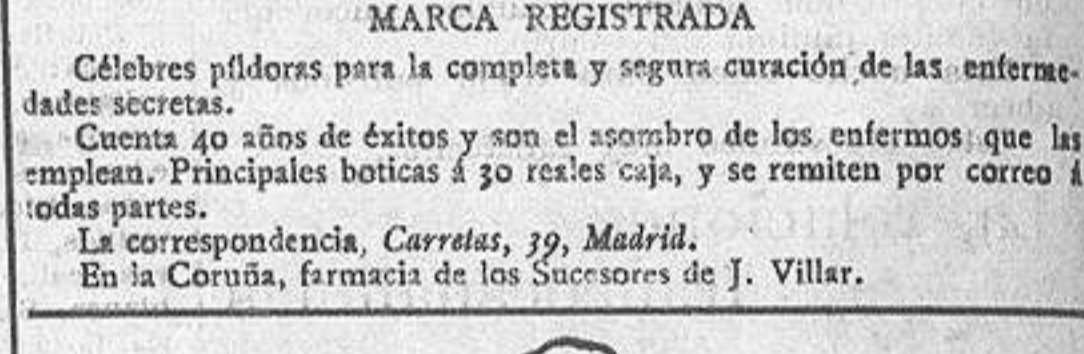 MARCA REGISTRADA
Célebres píldoras para la completa y segura curación de las enferme-
dades secretas.
Cuenta 40 años de éxitos y son el asombro de los enfermos que las
emplean. Principales boticas á 30 reales caja, y se remiten por correo á
todas partes.
La correspondencia, Carretas, 39, Madrid.
En la Coruña, farmacia de los Sucesores de J. Villar.